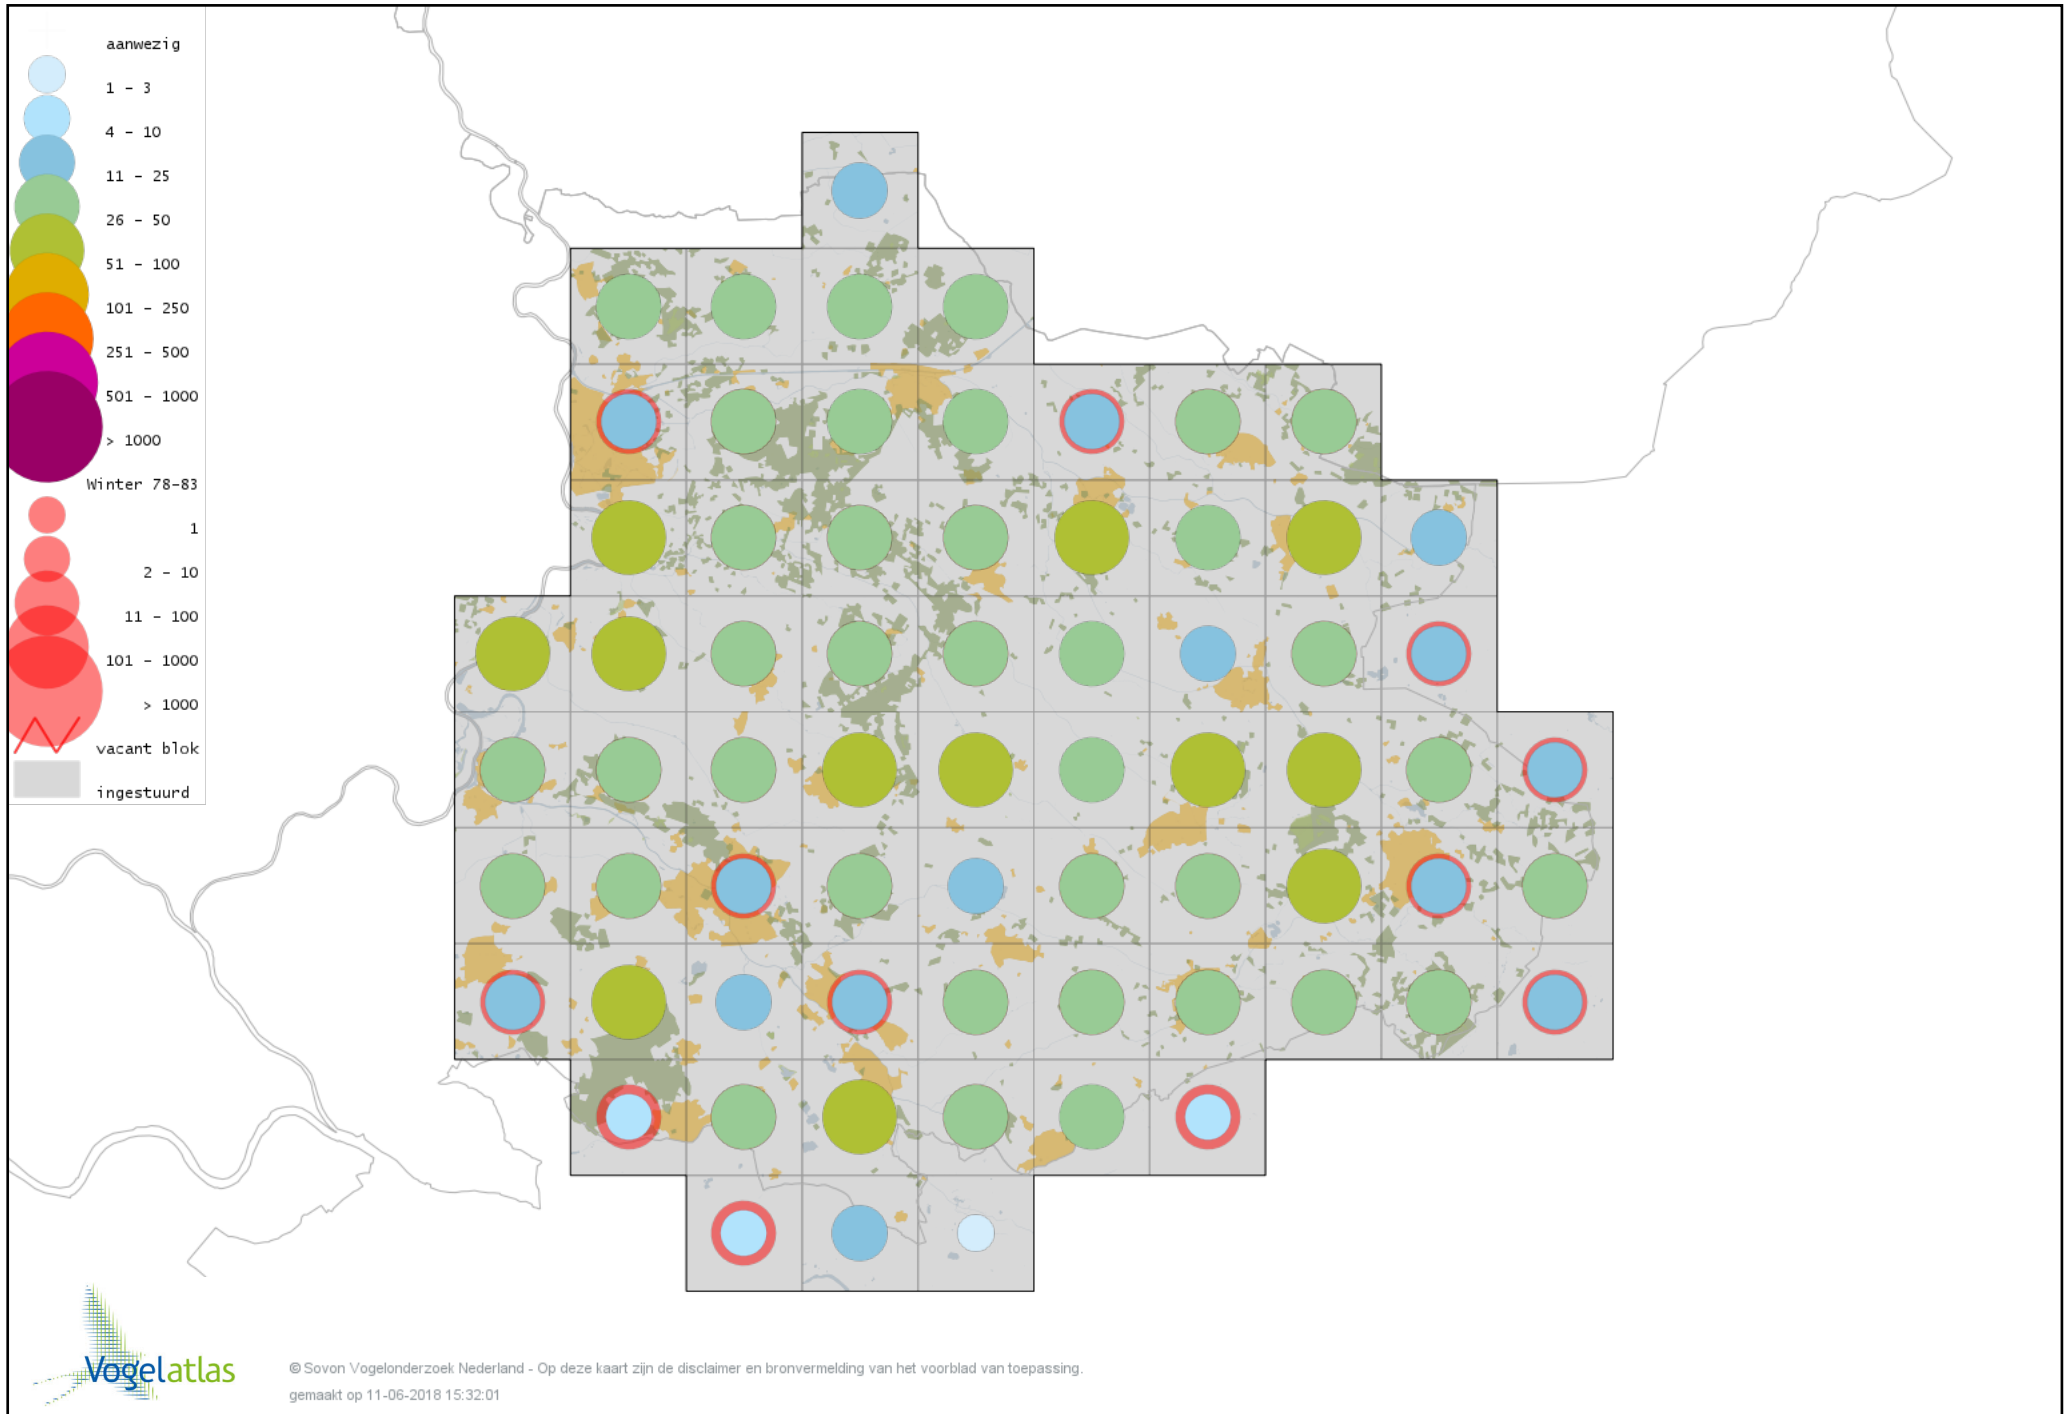 aanwezig
1 – 3
4 – 10
11 – 25
26 – 50
51 – 100
101 – 250
251 – 500
501 – 1000
> 1000
Winter 78-83
1
2 – 10
11 – 100
101 – 1000
> 1000
vacant blok
ingestuurd
Vogelatlas
© Sovon Vogelonderzoek Nederland - Op deze kaart zijn de disclaimer en bronvermelding van het voorblad van toepassing.
gemaakt op 11-06-2018 15:32:01